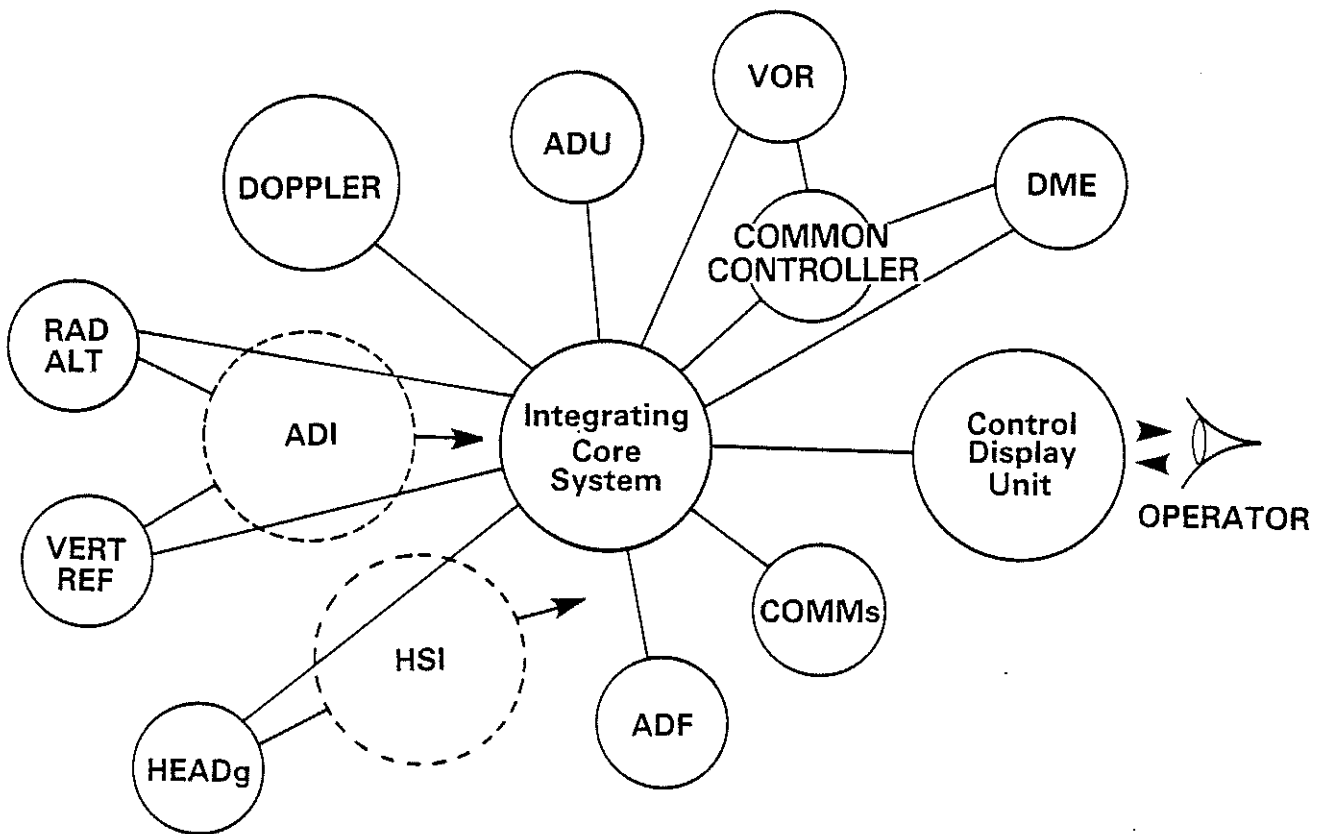 VOR
ADU
DME
DOPPLER
COMMON
CONTROLLER
RAD
ALT
Integrating
Core
System
Control
Display
Unit
ADI
OPERATOR
VERT
REF
COMMs
HSI
ADF
HEADg